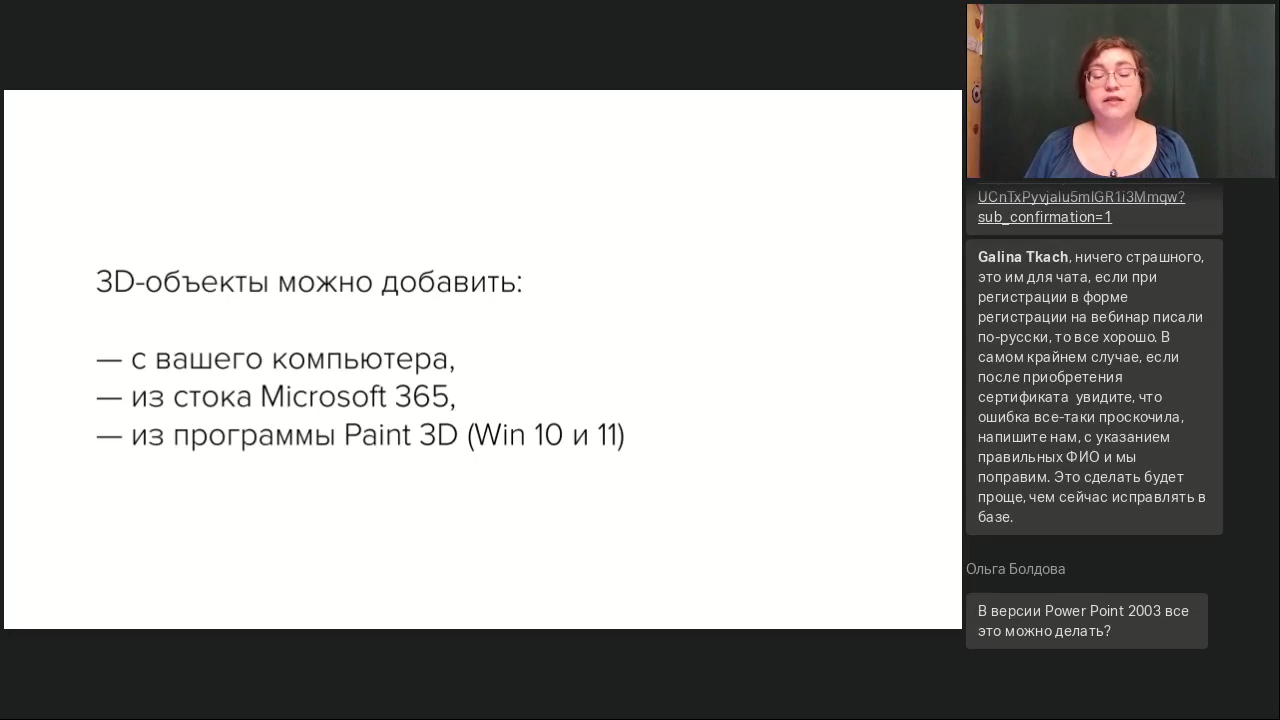 3D-объекты можно добавить:
— с вашего компьютера,
— из стока Microsoft 365,
— из программы Paint 3D (Win 10 и 11)
UCnTxPyvjalu5mlGR1i3Mmqw?
sub_confirmation=1
Galina Tkach, ничего страшного,
это им для чата, если при
регистрации в форме
регистрации на вебинар писали
по-русски, то все хорошо. В
самом крайнем случае, если
после приобретения
сертификата увидите, что
ошибка все-таки проскочила,
напишите нам, с указанием
правильных ФИО и мы
поправим. Это сделать будет
проще, чем сейчас исправлять в
базе.
Ольга Болдова
В версии Power Point 2003 все
это можно делать?